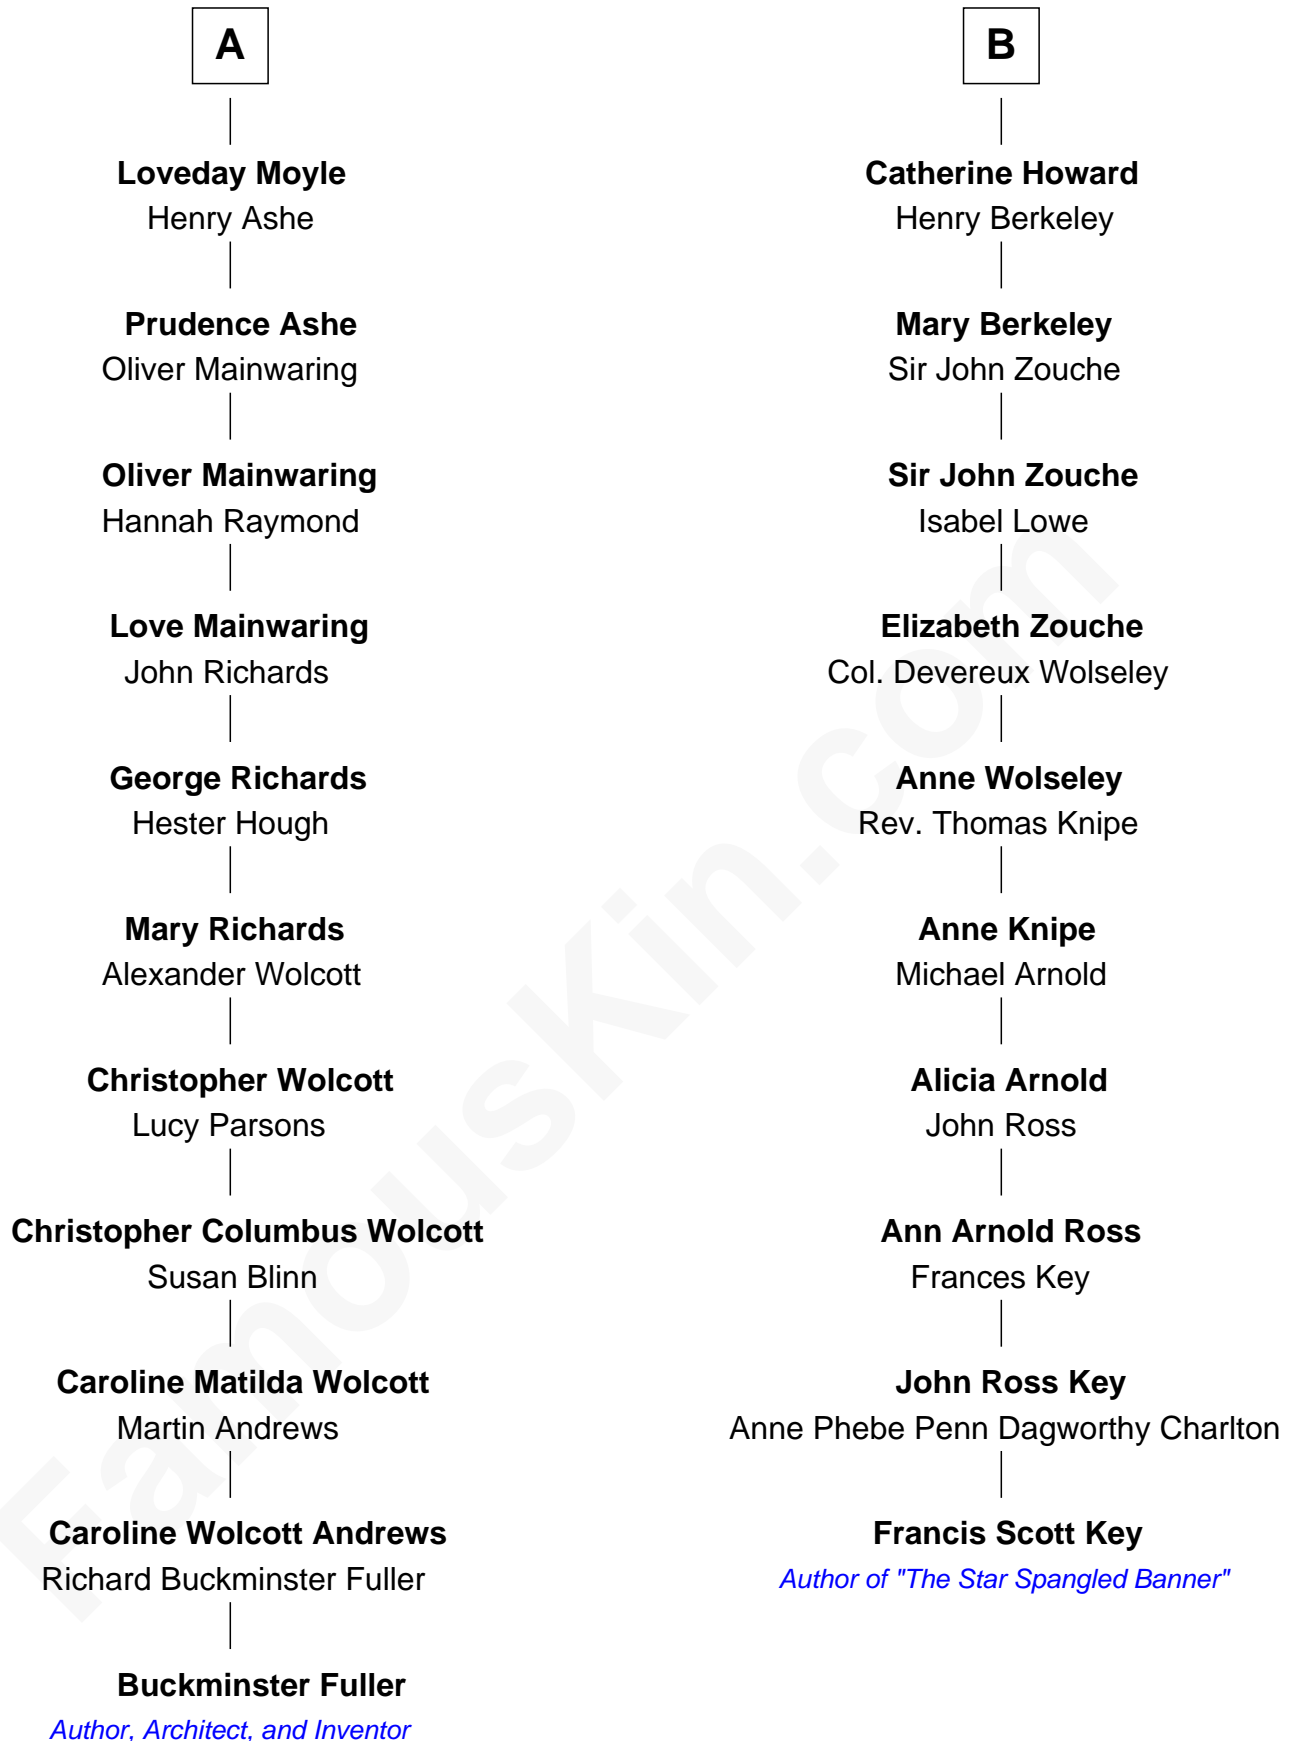 A
Loveday Moyle
Henry Ashe
Prudence Ashe
Oliver Mainwaring
Oliver Mainwaring
Hannah Raymond
Love Mainwaring
John Richards
George Richards
Hester Hough
Mary Richards
Alexander Wolcott
Christopher Wolcott
Lucy Parsons
Christopher Columbus Wolcott
Susan Blinn
Caroline Matilda Wolcott
Martin Andrews
Caroline Wolcott Andrews
Richard Buckminster Fuller
Buckminster Fuller
Author, Architect, and Inventor
B
Catherine Howard
Henry Berkeley
Mary Berkeley
Sir John Zouche
Sir John Zouche
Isabel Lowe
Elizabeth Zouche
Col. Devereux Wolseley
Anne Wolseley
Rev. Thomas Knipe
Anne Knipe
Michael Arnold
Alicia Arnold
John Ross
Ann Arnold Ross
Frances Key
John Ross Key
Anne Phebe Penn Dagworthy Charlton
Francis Scott Key
Author of "The Star Spangled Banner"
FamousKin.com